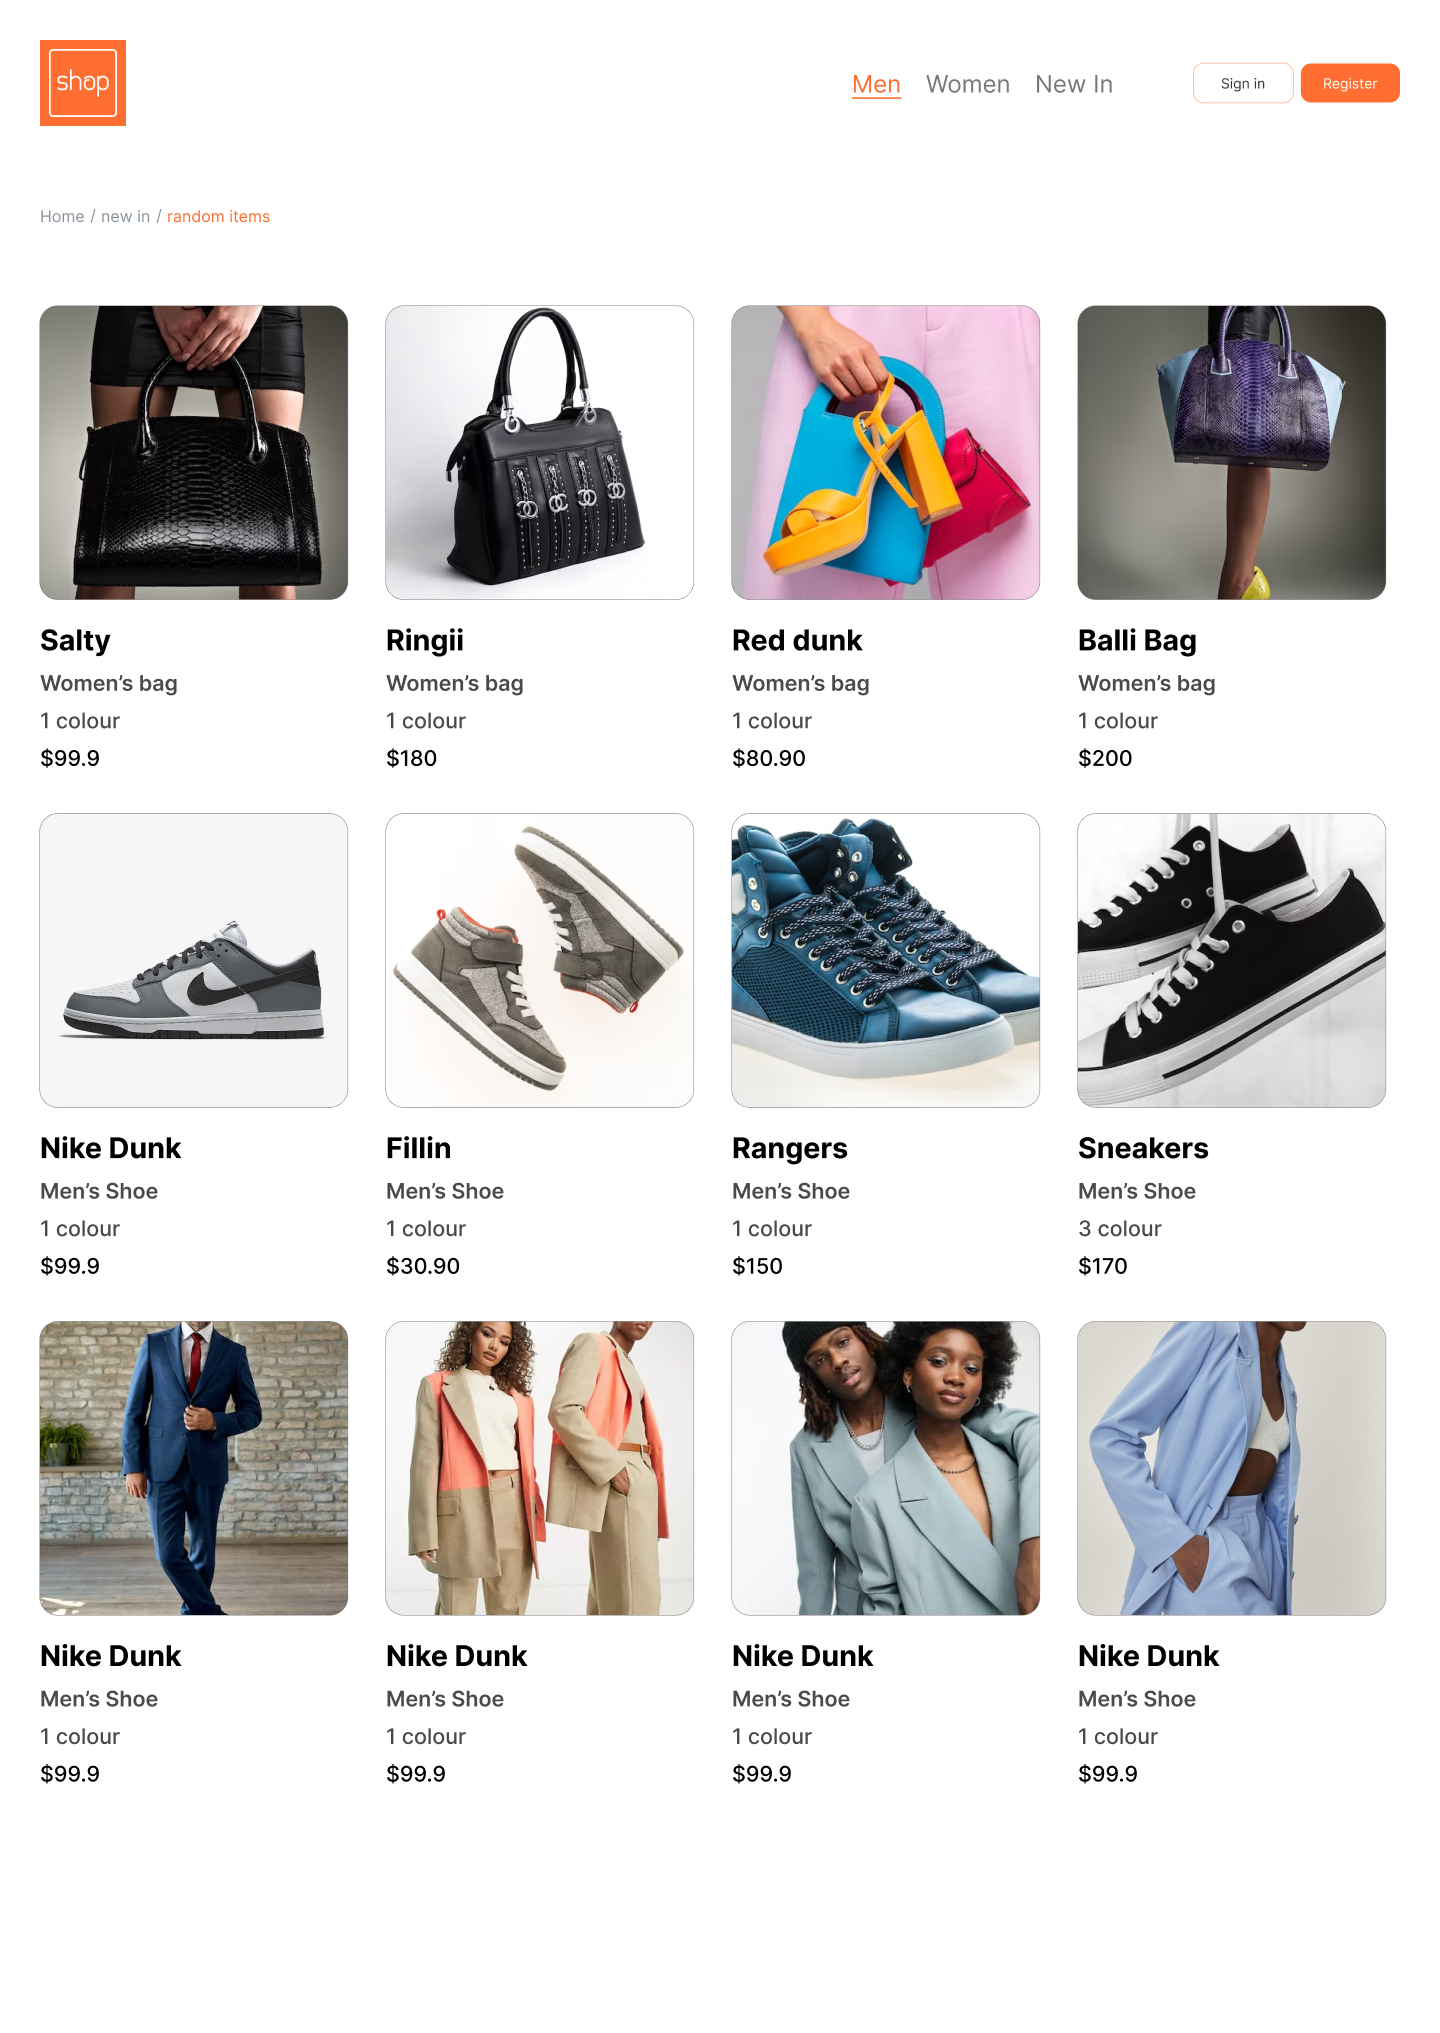 shop
Men Women New In Sign in Register
Home / new in / random items
Salty Ringii Red dunk Balli Bag
Women’s bag Women’s bag Women’s bag Women’s bag
1 colour 1 colour 1 colour 1 colour
$99.9 $180 $80.90 $200
Nike Dunk Fillin Rangers Sneakers
Men’s Shoe Men’s Shoe Men’s Shoe Men’s Shoe
1 colour 1 colour 1 colour 3 colour
$99.9 $30.90 $150 $170
Nike Dunk Nike Dunk Nike Dunk Nike Dunk
Men’s Shoe Men’s Shoe Men’s Shoe Men’s Shoe
1 colour 1 colour 1 colour 1 colour
$99.9 $99.9 $99.9 $99.9